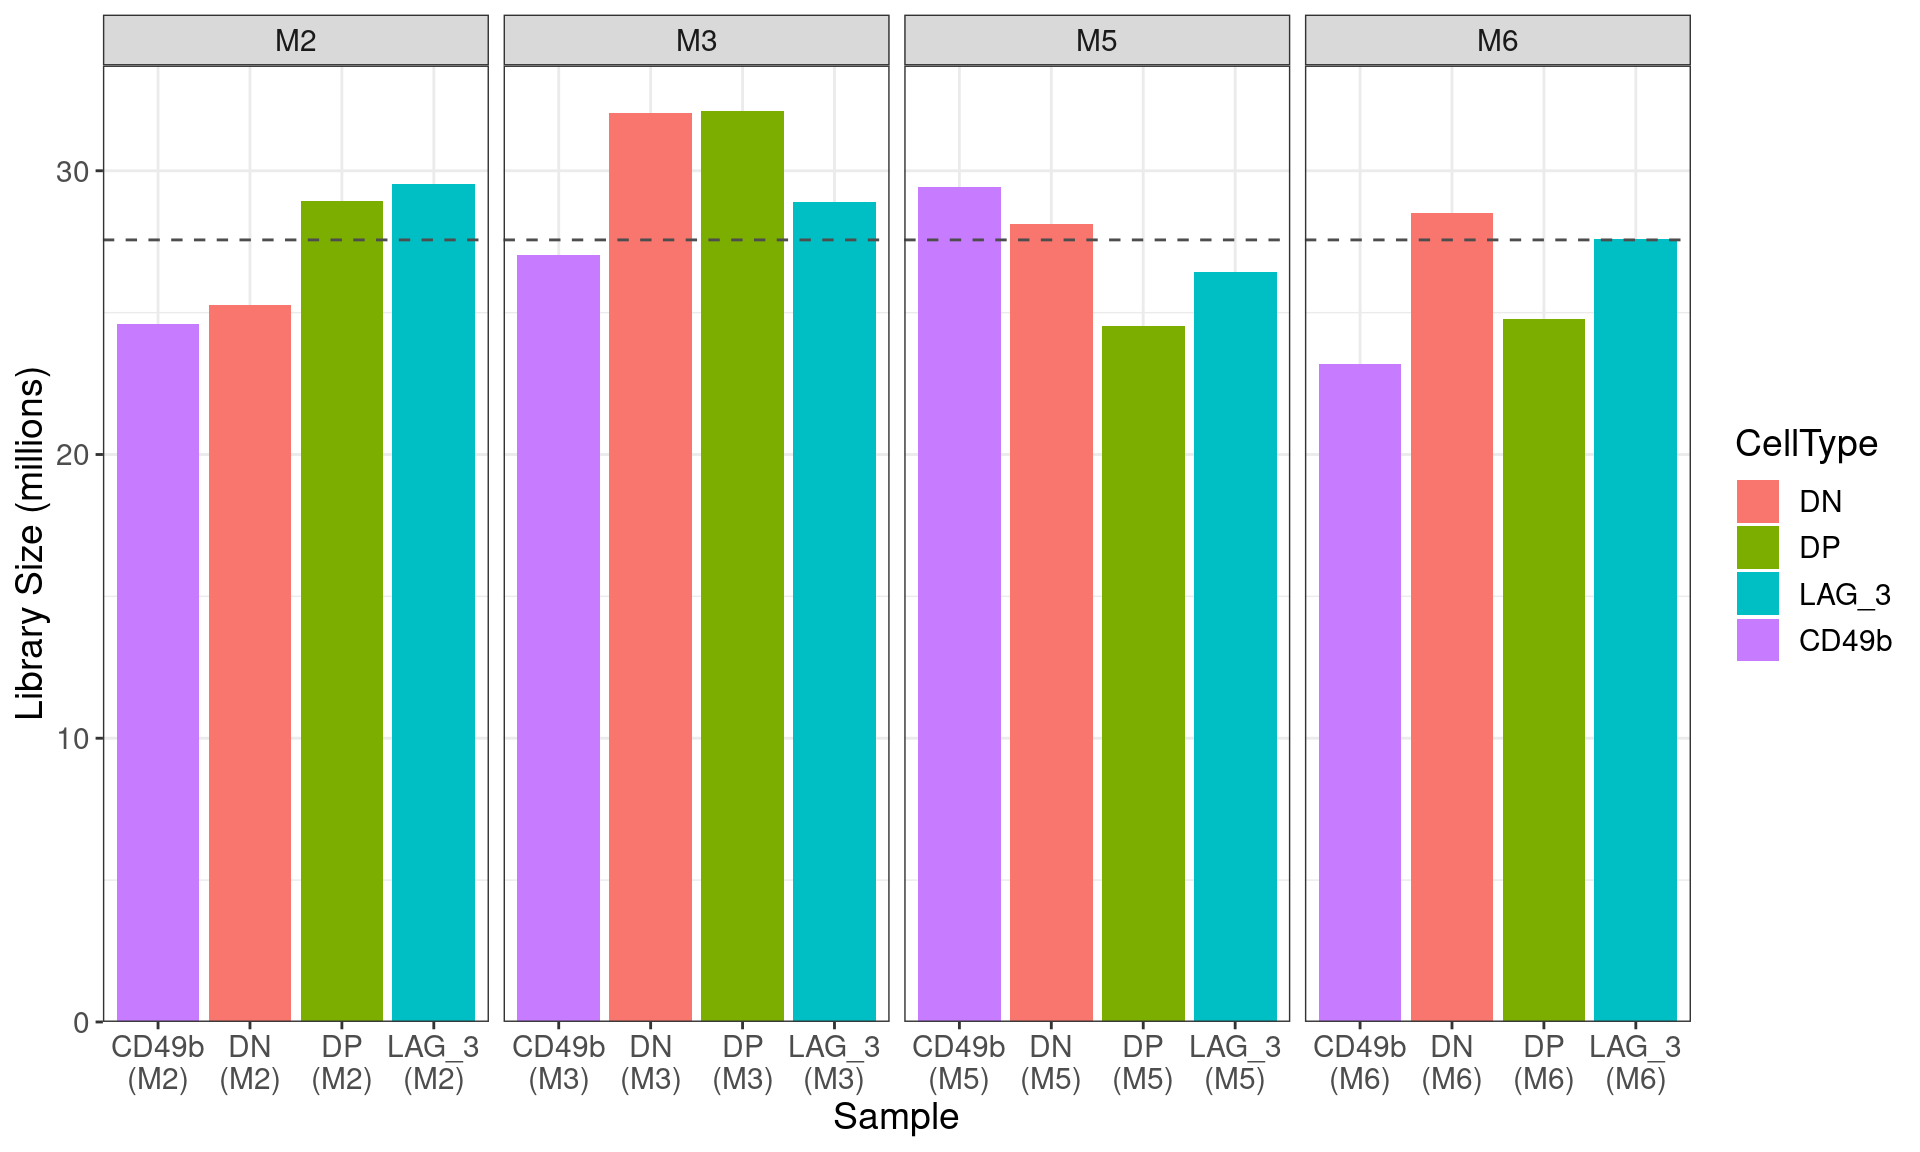 M2 M3 M5 M6
Library Size (millions)
30
20
10
0
CD49b DN DP LAG_3 CD49b DN DP LAG_3 CD49b DN DP LAG_3 CD49b DN DP LAG_3
(M2) (M2) (M2) (M2) (M3) (M3) (M3) (M3) (M5) (M5) (M5) (M5) (M6) (M6) (M6) (M6)
Sample
CellType
DN
DP
LAG_3
CD49b